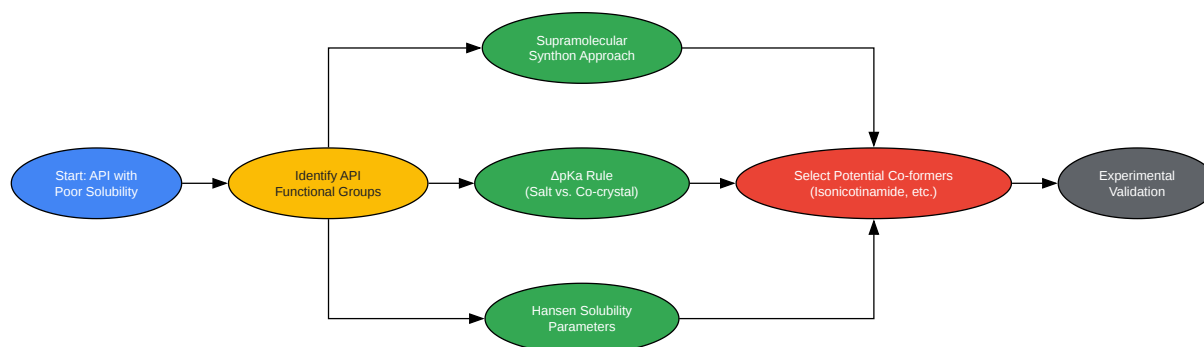 Start: API with
Poor Solubility
Identify API
Functional Groups
Supramolecular
Synthon Approach
ΔpKa Rule
(Salt vs. Co-crystal)
Hansen Solubility
Parameters
Select Potential Co-formers
(Isonicotinamide, etc.)
Experimental
Validation